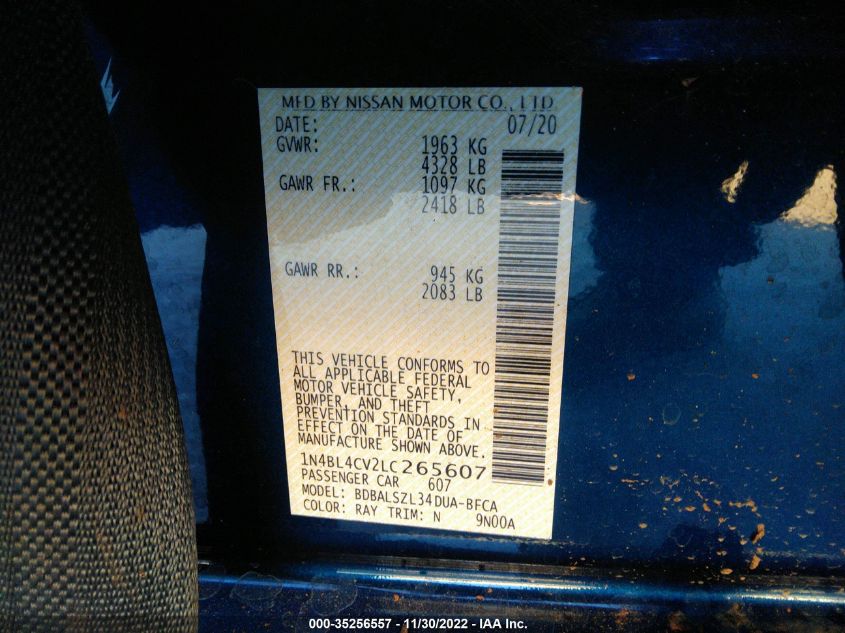 MFD BY NISSAN MOTOR CO., LTD
DATE: 07/20
GVWR: 1963 KG
4328 LB
GAWR FR.: 1097 KG
2418 LB
GAWR RR.: 945 KG
2083 LB
THIS VEHICLE CONFORMS TO
ALL APPLICABLE FEDERAL
MOTOR VEHICLE SAFETY,
BUMPER, AND THEFT
PREVENTION STANDARDS IN
EFFECT ON THE DATE OF
MANUFACTURE SHOWN ABOVE.
1N4BL4CV2LC265607
PASSENGER CAR 607
MODEL: BDBALSZL34DUA-BFCA
COLOR: RAY TRIM: N 9N00A
000-35256557 - 11/30/2022 - IAA Inc.